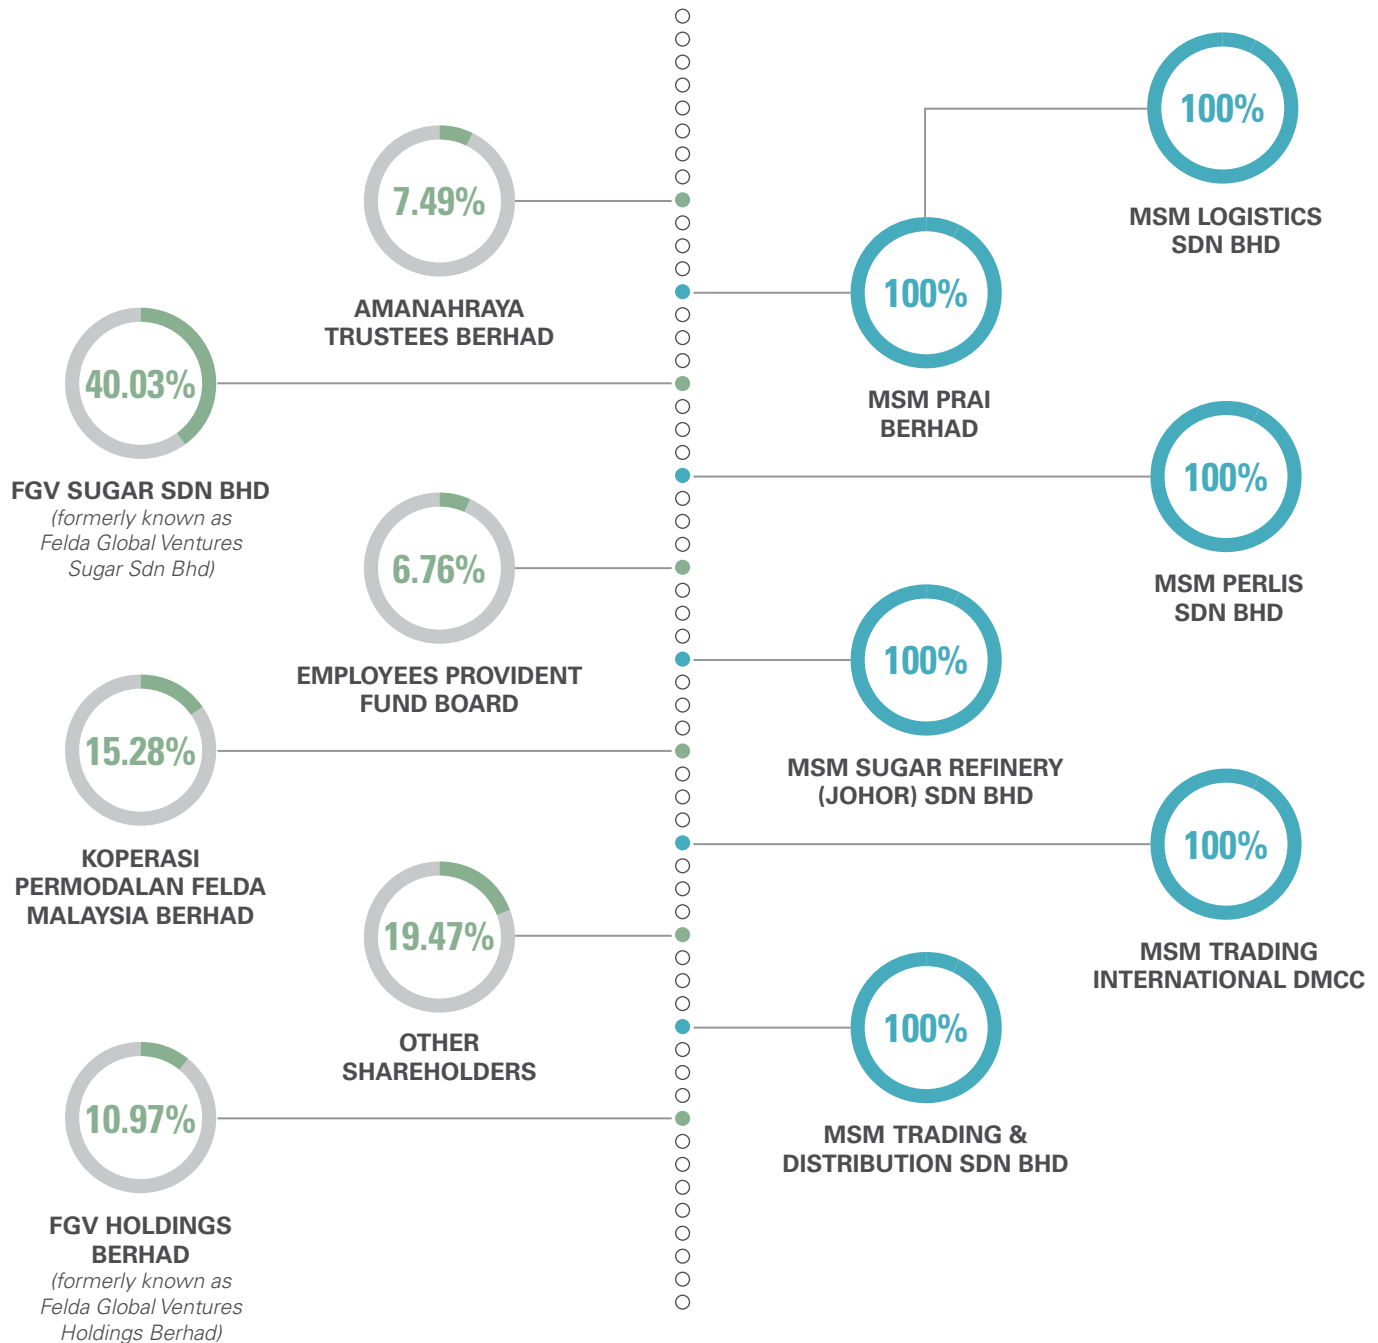 7.49%
AMANAHRAYA
TRUSTEES BERHAD
40.03%
FGV SUGAR SDN BHD
(formerly known as
Felda Global Ventures
Sugar Sdn Bhd)
6.76%
EMPLOYEES PROVIDENT
FUND BOARD
15.28%
KOPERASI
PERMODALAN FELDA
MALAYSIA BERHAD
19.47%
OTHER
SHAREHOLDERS
10.97%
FGV HOLDINGS
BERHAD
(formerly known as
Felda Global Ventures
Holdings Berhad)
100%
MSM LOGISTICS
SDN BHD
100%
MSM PRAI
BERHAD
100%
MSM PERLIS
SDN BHD
100%
MSM SUGAR REFINERY
(JOHOR) SDN BHD
100%
MSM TRADING
INTERNATIONAL DMCC
100%
MSM TRADING &
DISTRIBUTION SDN BHD